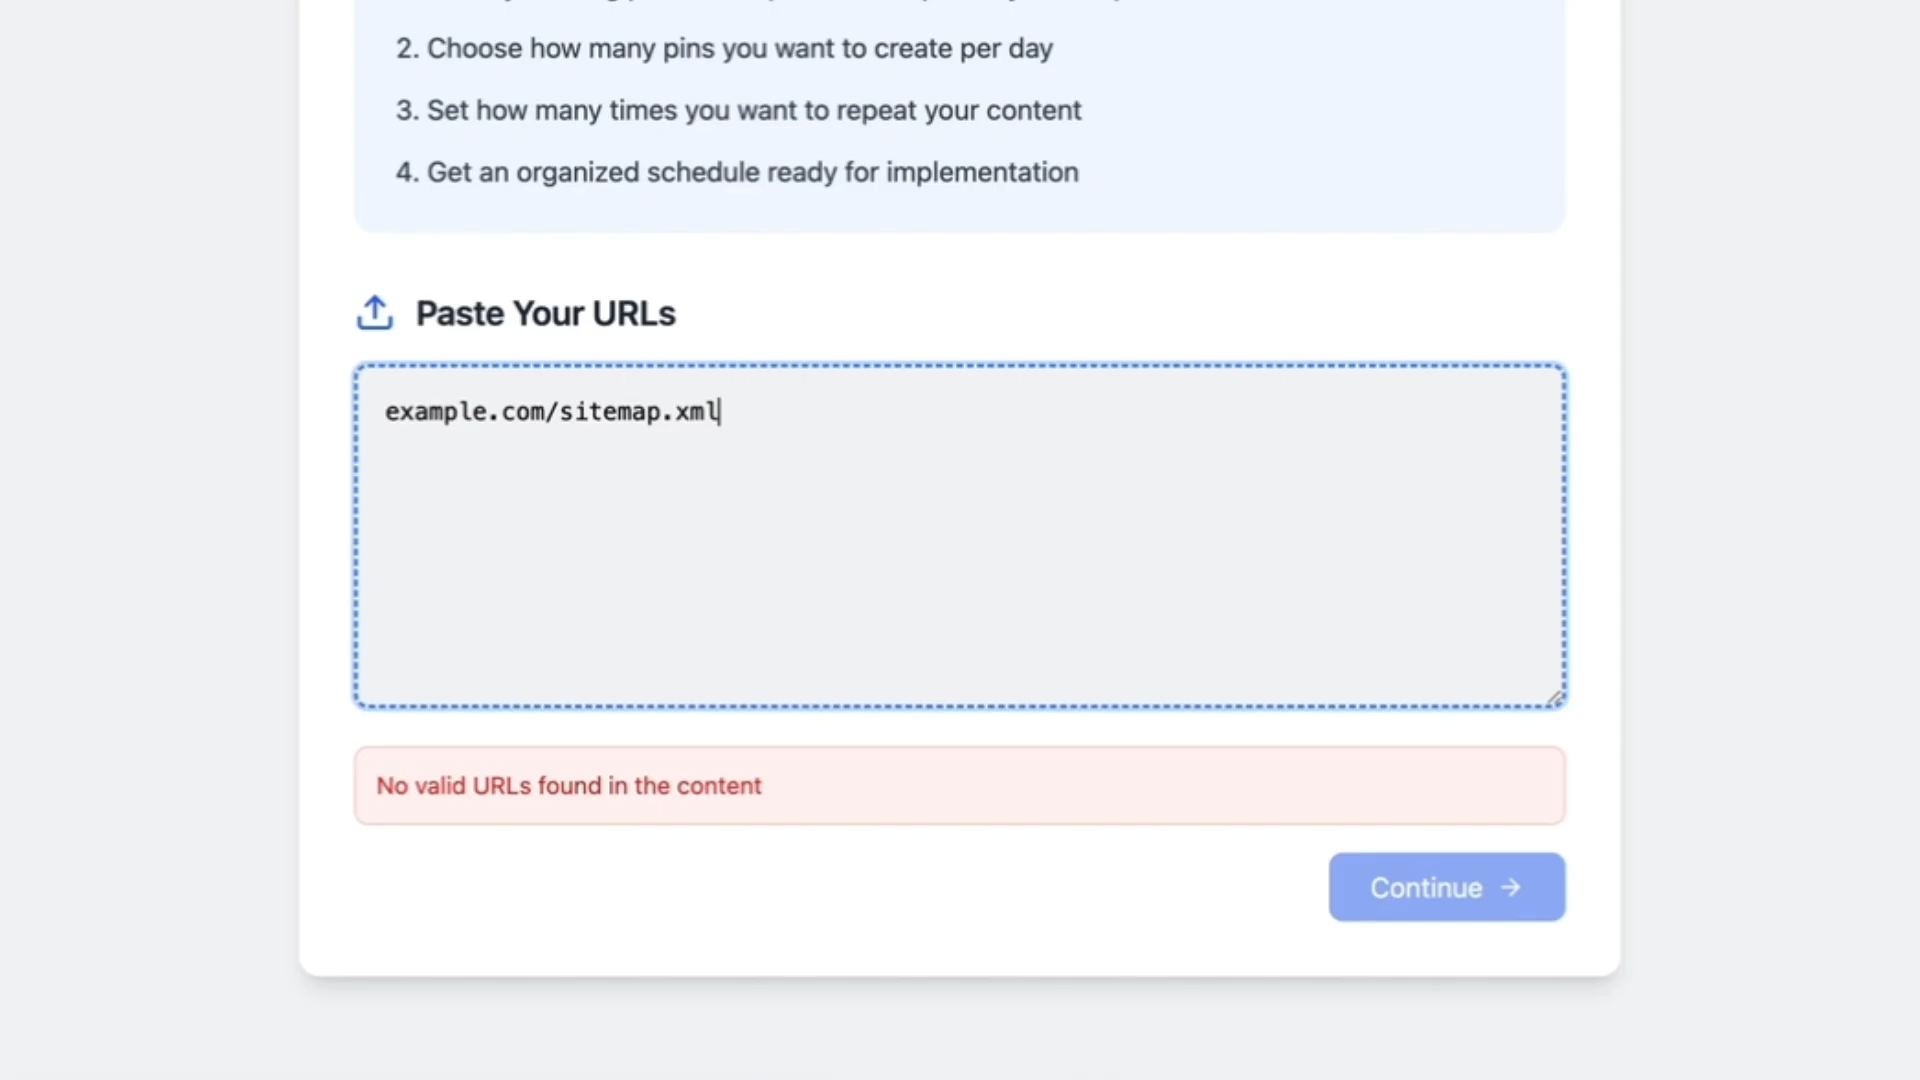 2. Choose how many pins you want to create per day
3. Set how many times you want to repeat your content
4. Get an organized schedule ready for implementation
Paste Your URLs
example.com/sitemap.xml
No valid URLs found in the content
Continue →